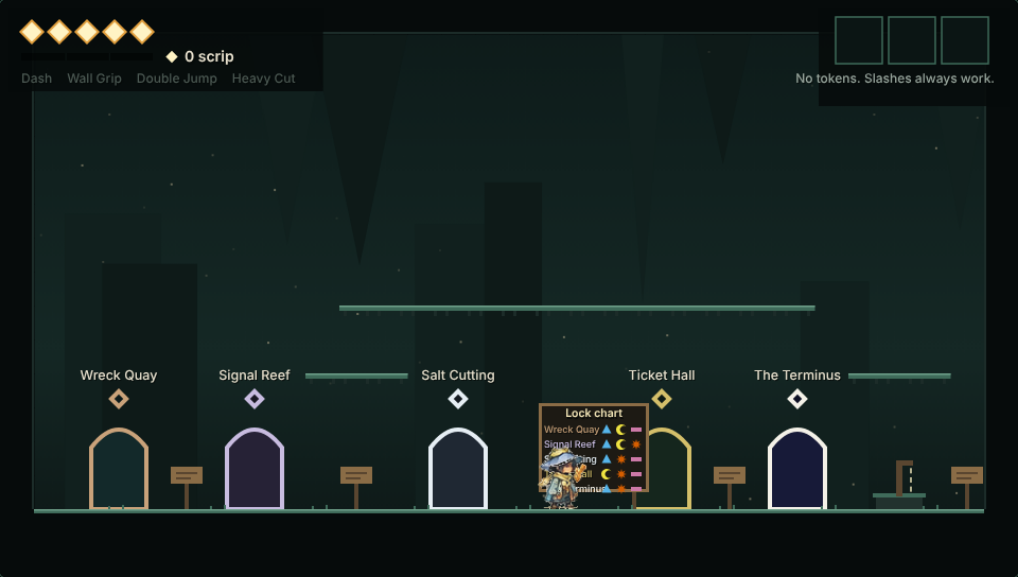 0 scrip
Dash Wall Grip Double Jump Heavy Cut
No tokens. Slashes always work.
Wreck Quay
Signal Reef
Salt Cutting
Ticket Hall
The Terminus
Lock chart
Wreck Quay
Signal Reef